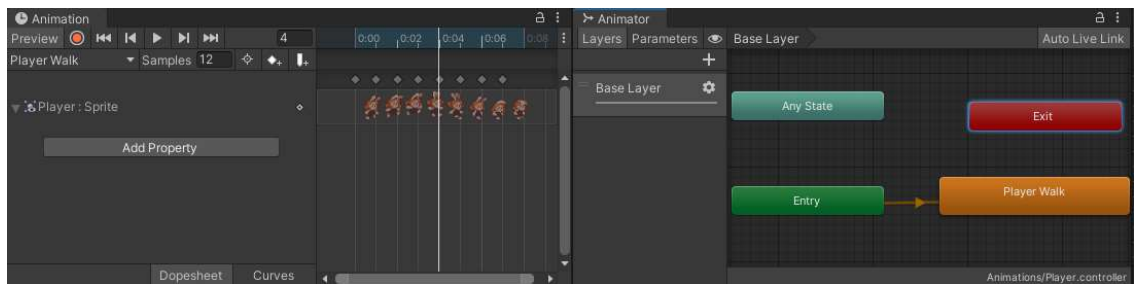 Animation
Preview 4 0:00 0:02 0:04 0:06 0:08
Player Walk Samples 12
Player : Sprite
Add Property
Dopesheet Curves
Animator
Layers Parameters Base Layer Auto Live Link
Base Layer
Any State
Exit
Player Walk
Entry
Animations/Player.controller